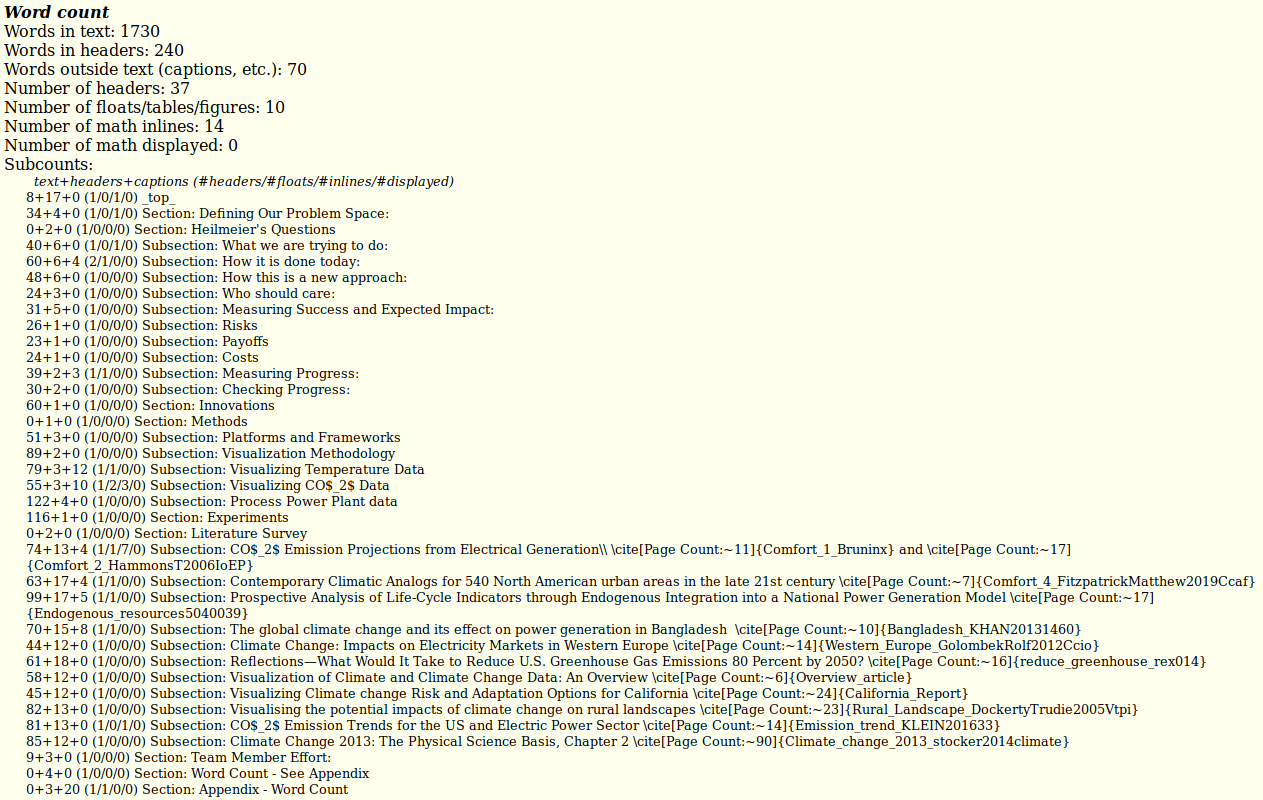 Word count
Words in text: 1730
Words in headers: 240
Words outside text (captions, etc.): 70
Number of headers: 37
Number of floats/tables/figures: 10
Number of math inlines: 14
Number of math displayed: 0
Subcounts:
text+headers+captions (#headers/#floats/#inlines/#displayed)
8+17+0 (1/0/1/0) _top_
34+4+0 (1/0/1/0) Section: Defining Our Problem Space:
0+2+0 (1/0/0/0) Section: Heilmeier's Questions
40+6+0 (1/0/1/0) Subsection: What we are trying to do:
60+6+4 (2/1/0/0) Subsection: How it is done today:
48+6+0 (1/0/0/0) Subsection: How this is a new approach:
24+3+0 (1/0/0/0) Subsection: Who should care:
31+5+0 (1/0/0/0) Subsection: Measuring Success and Expected Impact:
26+1+0 (1/0/0/0) Subsection: Risks
23+1+0 (1/0/0/0) Subsection: Payoffs
24+1+0 (1/0/0/0) Subsection: Costs
39+2+3 (1/1/0/0) Subsection: Measuring Progress:
30+2+0 (1/0/0/0) Subsection: Checking Progress:
60+1+0 (1/0/0/0) Section: Innovations
0+1+0 (1/0/0/0) Section: Methods
51+3+0 (1/0/0/0) Subsection: Platforms and Frameworks
89+2+0 (1/0/0/0) Subsection: Visualization Methodology
79+3+12 (1/1/0/0) Subsection: Visualizing Temperature Data
55+3+10 (1/2/3/0) Subsection: Visualizing CO$_2$ Data
122+4+0 (1/0/0/0) Subsection: Process Power Plant data
116+1+0 (1/0/0/0) Section: Experiments
0+2+0 (1/0/0/0) Section: Literature Survey
74+13+4 (1/1/7/0) Subsection: CO$_2$ Emission Projections from Electrical Generation\\ \cite[Page Count:~11]{Comfort_1_Bruninx} and \cite[Page Count:~17]
{Comfort_2_HammonsT2006IoEP}
63+17+4 (1/1/0/0) Subsection: Contemporary Climatic Analogs for 540 North American urban areas in the late 21st century \cite[Page Count:~7]{Comfort_4_FitzpatrickMatthew2019Ccaf}
99+17+5 (1/1/0/0) Subsection: Prospective Analysis of Life-Cycle Indicators through Endogenous Integration into a National Power Generation Model \cite[Page Count:~17]
{Endogenous_resources5040039}
70+15+8 (1/1/0/0) Subsection: The global climate change and its effect on power generation in Bangladesh  \cite[Page Count:~10]{Bangladesh_KHAN20131460}
44+12+0 (1/0/0/0) Subsection: Climate Change: Impacts on Electricity Markets in Western Europe \cite[Page Count:~14]{Western_Europe_GolombekRolf2012Ccio}
61+18+0 (1/0/0/0) Subsection: Reflections—What Would It Take to Reduce U.S. Greenhouse Gas Emissions 80 Percent by 2050? \cite[Page Count:~16]{reduce_greenhouse_rex014}
58+12+0 (1/0/0/0) Subsection: Visualization of Climate and Climate Change Data: An Overview \cite[Page Count:~6]{Overview_article}
45+12+0 (1/0/0/0) Subsection: Visualizing Climate change Risk and Adaptation Options for California \cite[Page Count:~24]{California_Report}
82+13+0 (1/0/0/0) Subsection: Visualising the potential impacts of climate change on rural landscapes \cite[Page Count:~23]{Rural_Landscape_DockertyTrudie2005Vtpi}
81+13+0 (1/0/1/0) Subsection: CO$_2$ Emission Trends for the US and Electric Power Sector \cite[Page Count:~14]{Emission_trend_KLEIN201633}
85+12+0 (1/0/0/0) Subsection: Climate Change 2013: The Physical Science Basis, Chapter 2 \cite[Page Count:~90]{Climate_change_2013_stocker2014climate}
9+3+0 (1/0/0/0) Section: Team Member Effort:
0+4+0 (1/0/0/0) Section: Word Count - See Appendix
0+3+20 (1/1/0/0) Section: Appendix - Word Count